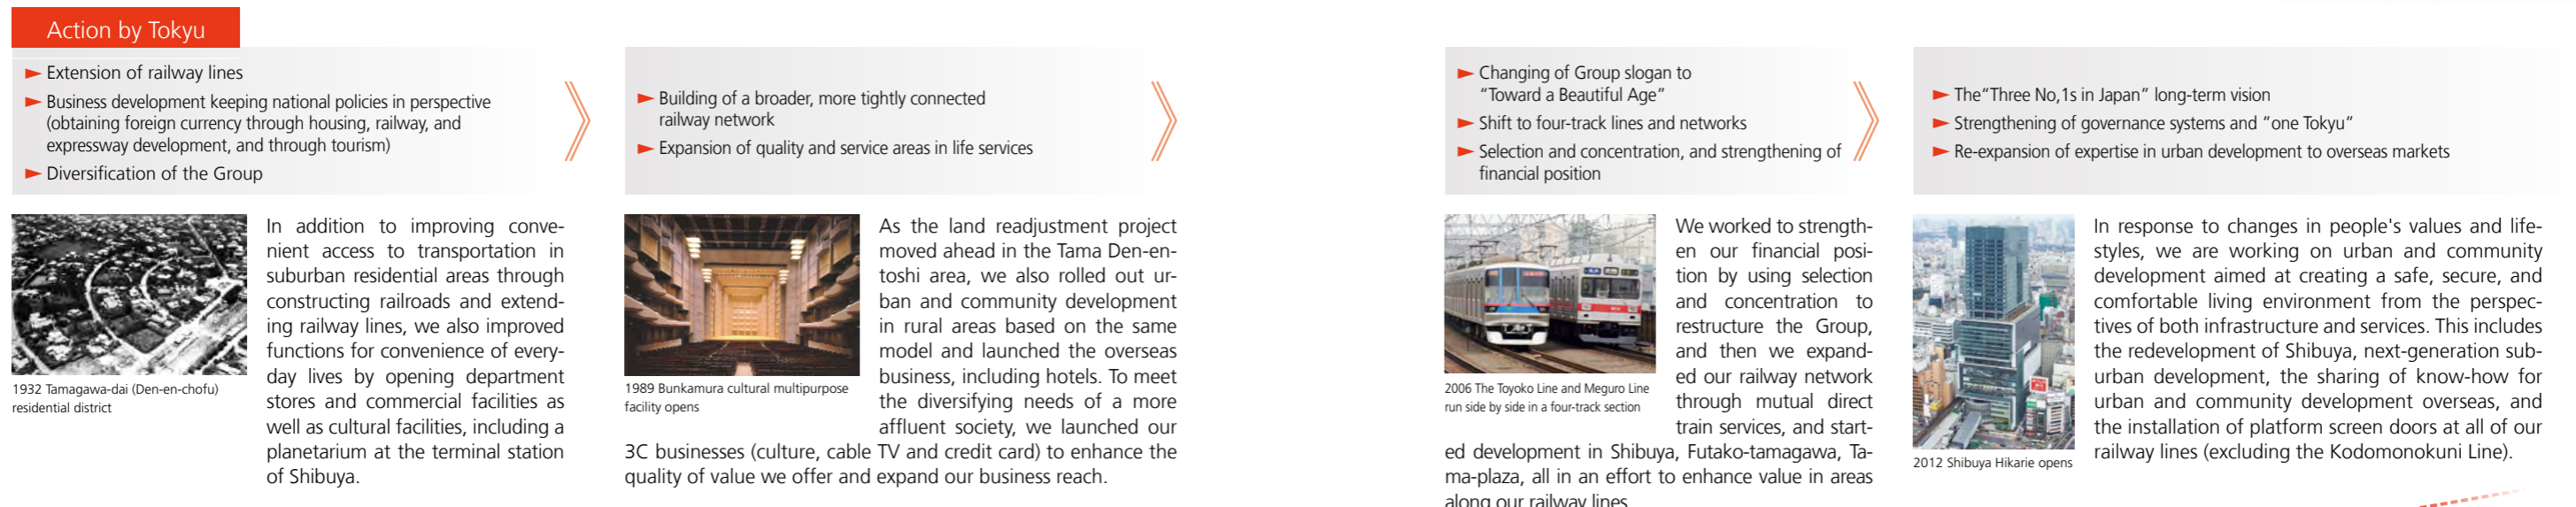 Action by Tokyu
► Extension of railway lines
► Business development keeping national policies in perspective
(obtaining foreign currency through housing, railway, and
expressway development, and through tourism)
► Diversification of the Group
1932 Tamagawa-dai (Den-en-chofu)
residential district
In addition to improving conve-
nient access to transportation in
suburban residential areas through
constructing railroads and extend-
ing railway lines, we also improved
functions for convenience of every-
day lives by opening department
stores and commercial facilities as
well as cultural facilities, including a
planetarium at the terminal station
of Shibuya.
► Building of a broader, more tightly connected
railway network
► Expansion of quality and service areas in life services
1989 Bunkamura cultural multipurpose
facility opens
As the land readjustment project
moved ahead in the Tama Den-en-
toshi area, we also rolled out ur-
ban and community development
in rural areas based on the same
model and launched the overseas
business, including hotels. To meet
the diversifying needs of a more
affluent society, we launched our
3C businesses (culture, cable TV and credit card) to enhance the
quality of value we offer and expand our business reach.
► Changing of Group slogan to
"Toward a Beautiful Age"
► Shift to four-track lines and networks
► Selection and concentration, and strengthening of
financial position
2006 The Toyoko Line and Meguro Line
run side by side in a four-track section
We worked to strength-
en our financial posi-
tion by using selection
and concentration to
restructure the Group,
and then we expand-
ed our railway network
through mutual direct
train services, and start-
ed development in Shibuya, Futako-tamagawa, Ta-
ma-plaza, all in an effort to enhance value in areas
along our railway lines
► The"Three No,1s in Japan" long-term vision
► Strengthening of governance systems and "one Tokyu"
► Re-expansion of expertise in urban development to overseas markets
2012 Shibuya Hikarie opens
In response to changes in people's values and life-
styles, we are working on urban and community
development aimed at creating a safe, secure, and
comfortable living environment from the perspec-
tives of both infrastructure and services. This includes
the redevelopment of Shibuya, next-generation sub-
urban development, the sharing of know-how for
urban and community development overseas, and
the installation of platform screen doors at all of our
railway lines (excluding the Kodomonokuni Line).